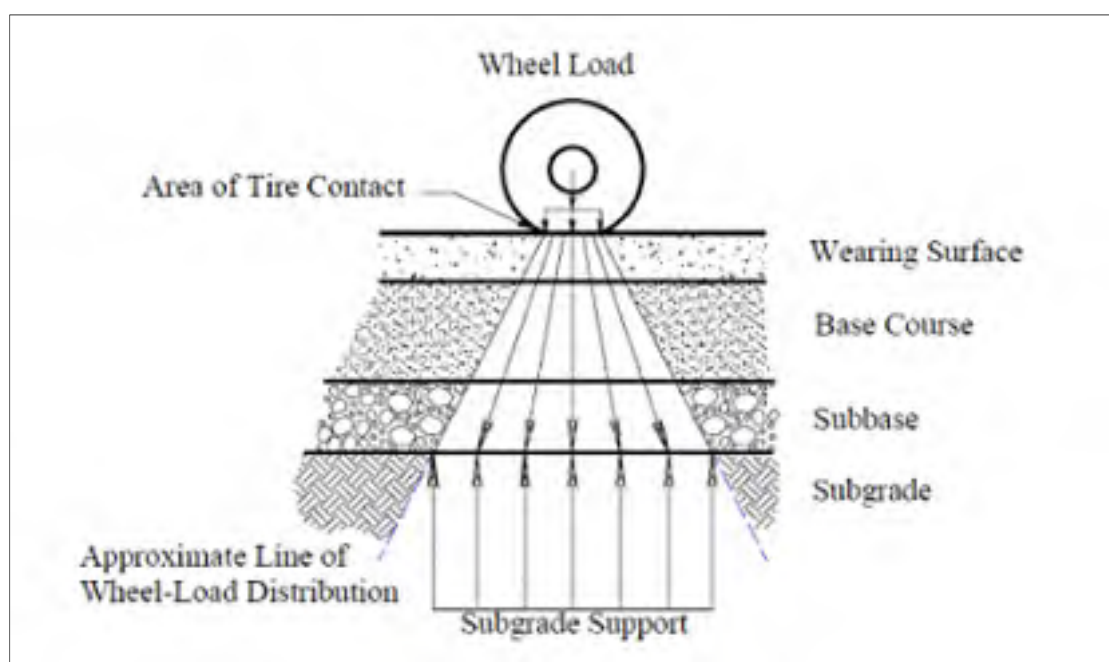 Wheel Load
Area of Tire Contact
Wearing Surface
Base Course
Subbase
Subgrade
Approximate Line of
Wheel-Load Distribution
Subgrade Support